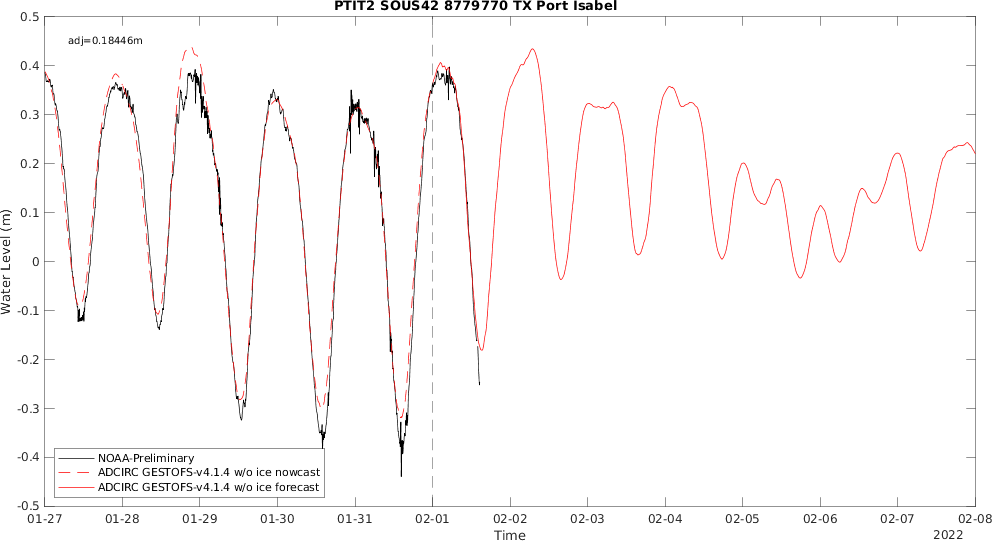 PTIT2 SOUS42 8779770 TX Port Isabel
adj=0.18446m
0.5
0.4
0.3
0.2
0.1
0
-0.1
-0.2
-0.3
-0.4
-0.5
Water Level (m)
NOAA-Preliminary
ADCIRC GESTOFS-v4.1.4 w/o ice nowcast
ADCIRC GESTOFS-v4.1.4 w/o ice forecast
01-27 01-28 01-29 01-30 01-31 02-01 02-02 02-03 02-04 02-05 02-06 02-07 02-08
Time
2022